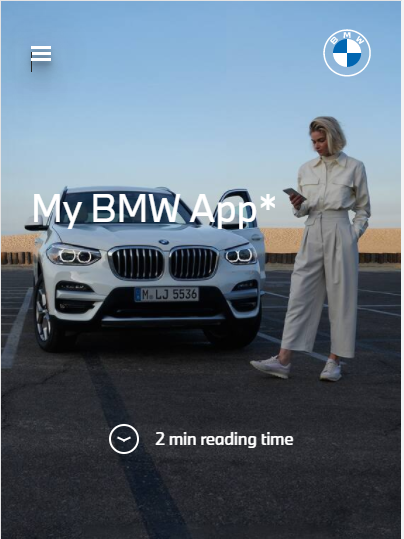 BMW
My BMW App*
M LJ 5536
2 min reading time